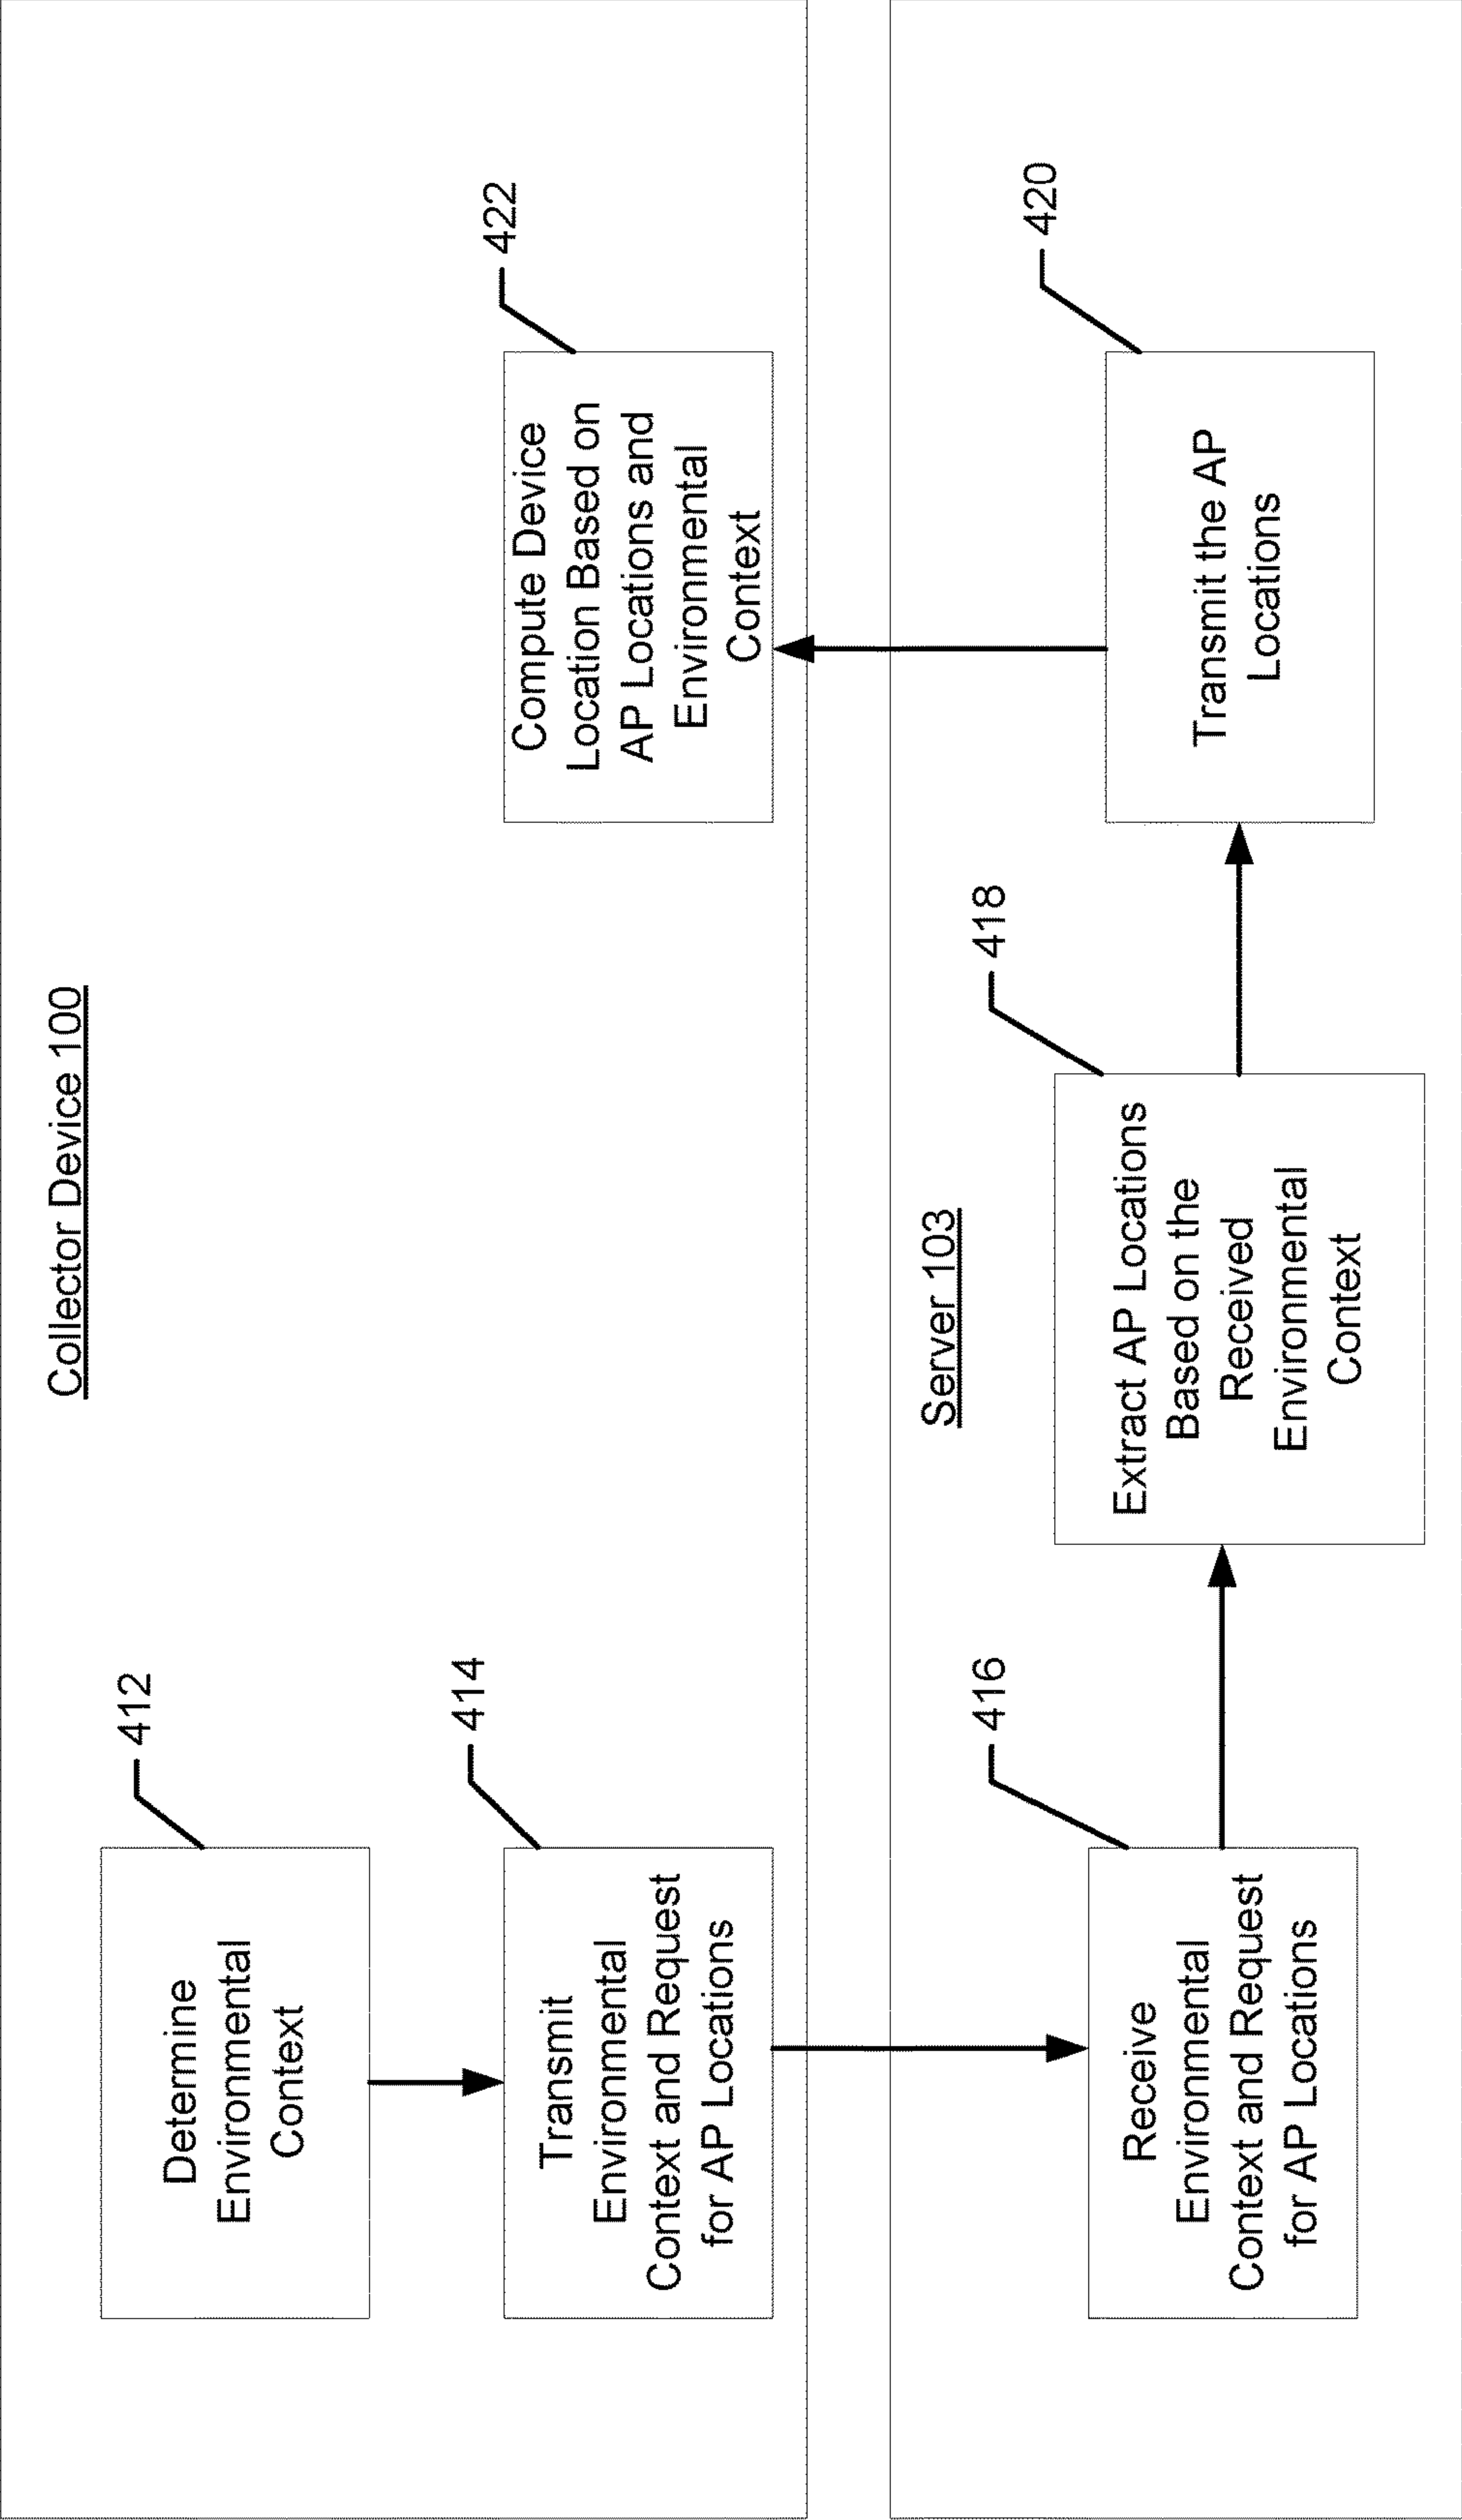 Collector Device 100
412
Determine
Environmental
Context
414
Transmit
Environmental
Context and Request
for AP Locations
422
Compute Device
Location Based on
AP Locations and
Environmental
Context
Server 103
416
Receive
Environmental
Context and Request
for AP Locations
418
Extract AP Locations
Based on the
Received
Environmental
Context
420
Transmit the AP
Locations